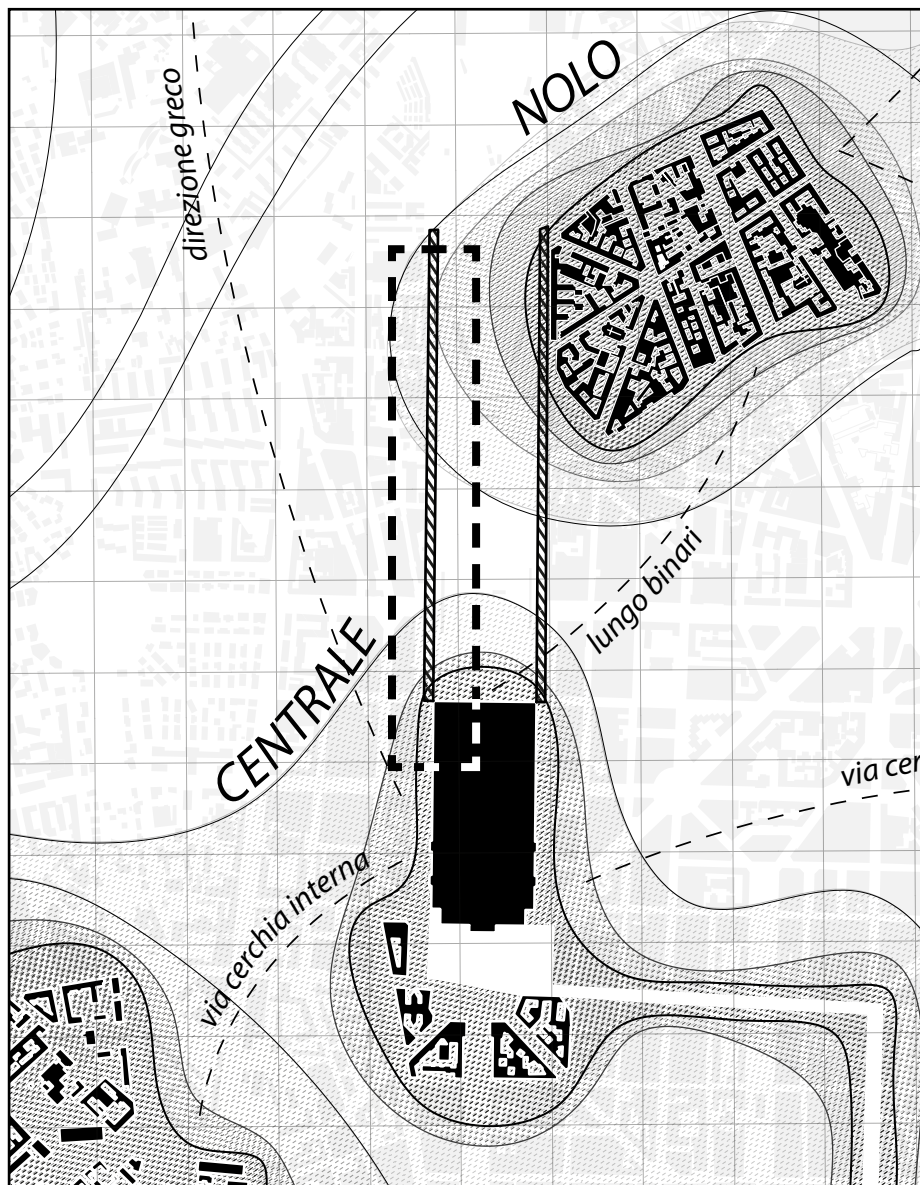 NOLO
direzione greco
lungo binari
CENTRALE
via cer
via cerchia interna